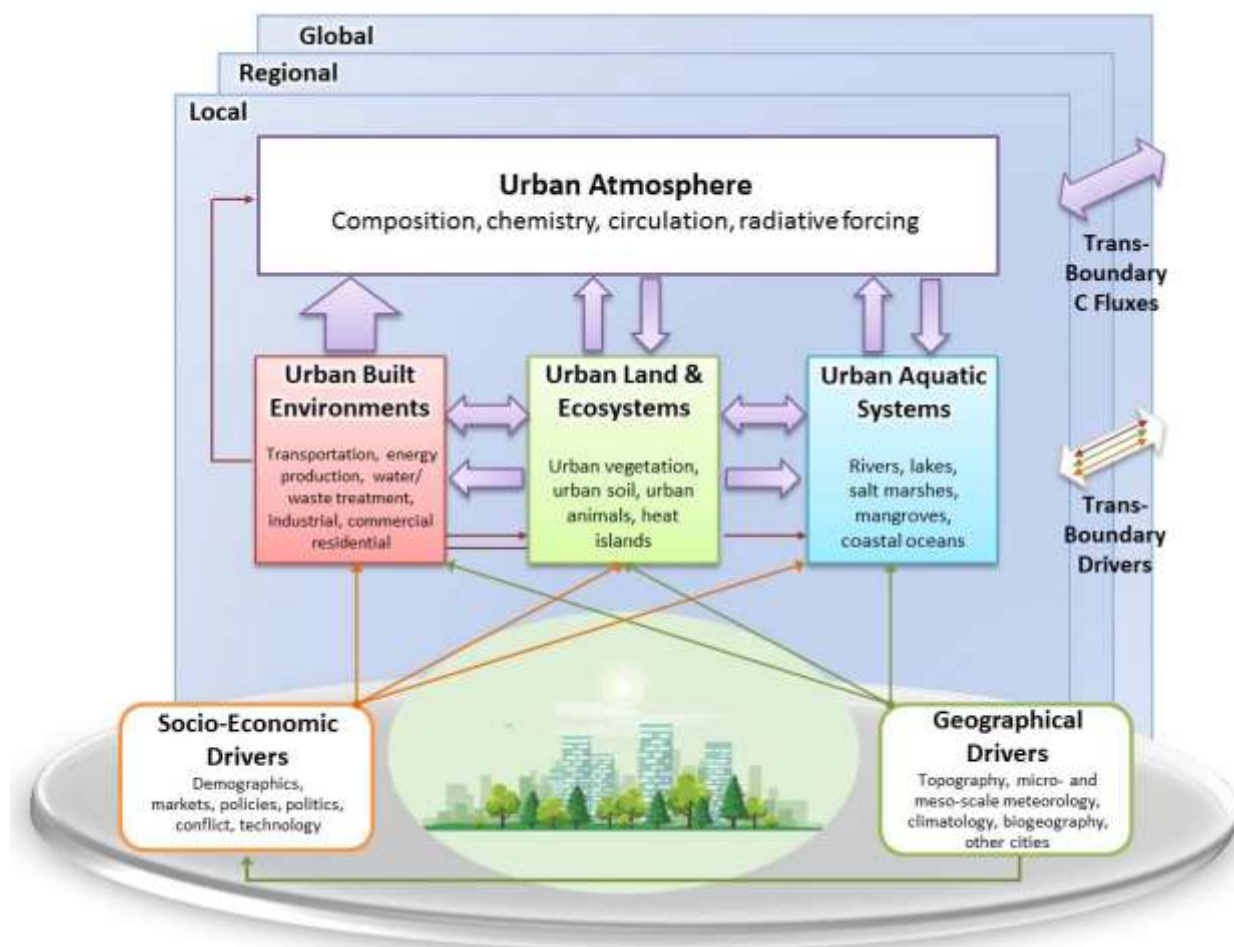 Global
Regional
Local
Urban Atmosphere
Composition, chemistry, circulation, radiative forcing
Trans-
Boundary
C Fluxes
Urban Built
Environments
Transportation, energy
production, water/
waste treatment,
industrial, commercial
residential
Urban Land &
Ecosystems
Urban vegetation,
urban soil, urban
animals, heat
islands
Urban Aquatic
Systems
Rivers, lakes,
salt marshes,
mangroves,
coastal oceans
Trans-
Boundary
Drivers
Socio-Economic
Drivers
Demographics,
markets, policies, politics,
conflict, technology
Geographical
Drivers
Topography, micro- and
meso-scale meteorology,
climatology, biogeography,
other cities